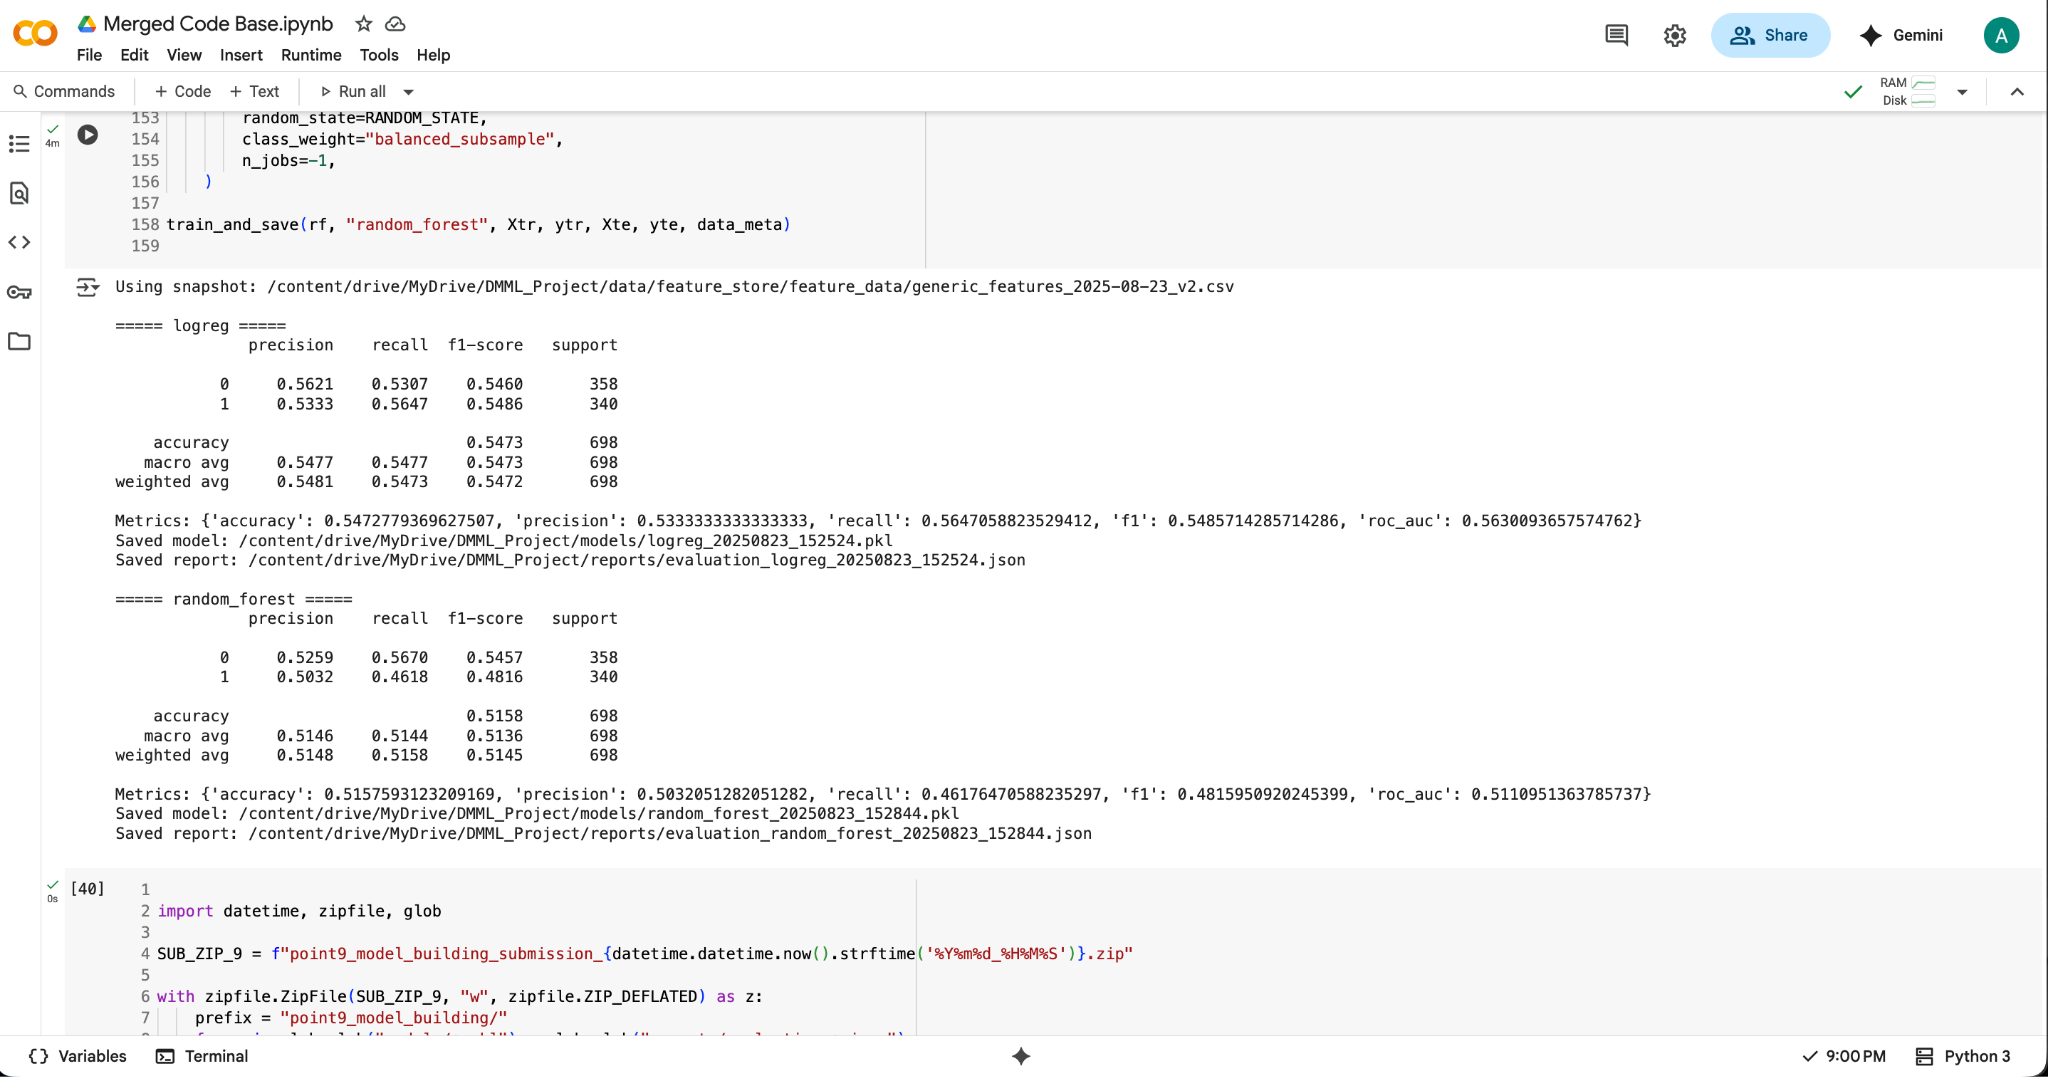 Merged Code Base.ipynb
File Edit View Insert Runtime Tools Help
Share
Gemini
A
Commands + Code + Text Run all
RAM
Disk
4m
153 random_state=RANDOM_STATE,
154 class_weight="balanced_subsample",
155 n_jobs=-1,
156 )
157
158 train_and_save(rf, "random_forest", Xtr, ytr, Xte, yte, data_meta)
159
Using snapshot: /content/drive/MyDrive/DMML_Project/data/feature_store/feature_data/generic_features_2025-08-23_v2.csv
===== logreg =====
precision recall f1-score support
0 0.5621 0.5307 0.5460 358
1 0.5333 0.5647 0.5486 340
accuracy 0.5473 698
macro avg 0.5477 0.5477 0.5473 698
weighted avg 0.5481 0.5473 0.5472 698
Metrics: {'accuracy': 0.5472779369627507, 'precision': 0.5333333333333333, 'recall': 0.5647058823529412, 'f1': 0.5485714285714286, 'roc_auc': 0.5630093657574762}
Saved model: /content/drive/MyDrive/DMML_Project/models/logreg_20250823_152524.pkl
Saved report: /content/drive/MyDrive/DMML_Project/reports/evaluation_logreg_20250823_152524.json
===== random_forest =====
precision recall f1-score support
0 0.5259 0.5670 0.5457 358
1 0.5032 0.4618 0.4816 340
accuracy 0.5158 698
macro avg 0.5146 0.5144 0.5136 698
weighted avg 0.5148 0.5158 0.5145 698
Metrics: {'accuracy': 0.5157593123209169, 'precision': 0.5032051282051282, 'recall': 0.46176470588235297, 'f1': 0.4815950920245399, 'roc_auc': 0.5110951363785737}
Saved model: /content/drive/MyDrive/DMML_Project/models/random_forest_20250823_152844.pkl
Saved report: /content/drive/MyDrive/DMML_Project/reports/evaluation_random_forest_20250823_152844.json
0s
[40] 1
2 import datetime, zipfile, glob
3
4 SUB_ZIP_9 = f"point9_model_building_submission_{datetime.datetime.now().strftime('%Y%m%d_%H%M%S')}.zip"
5
6 with zipfile.ZipFile(SUB_ZIP_9, "w", zipfile.ZIP_DEFLATED) as z:
7 prefix = "point9_model_building/"
Variables Terminal
9:00 PM Python 3